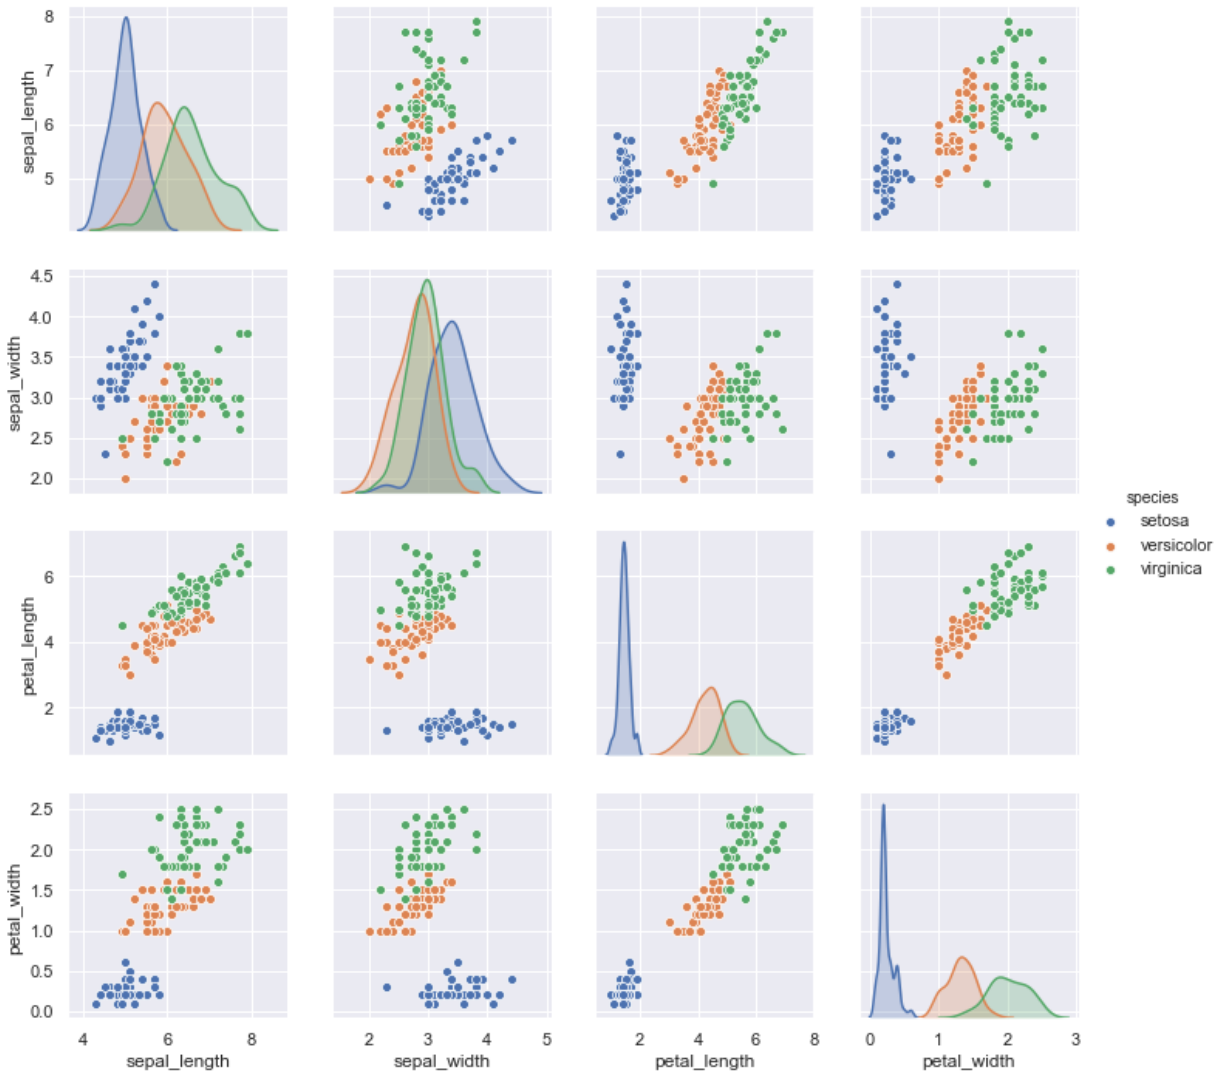 8
7
6
5
sepal_length
4.5
4.0
3.5
3.0
2.5
2.0
sepal_width
6
4
2
petal_length
2.5
2.0
1.5
1.0
0.5
0.0
petal_width
4 6 8
sepal_length
2 3 4 5
sepal_width
2 4 6 8
petal_length
0 1 2 3
petal_width
species
setosa
versicolor
virginica